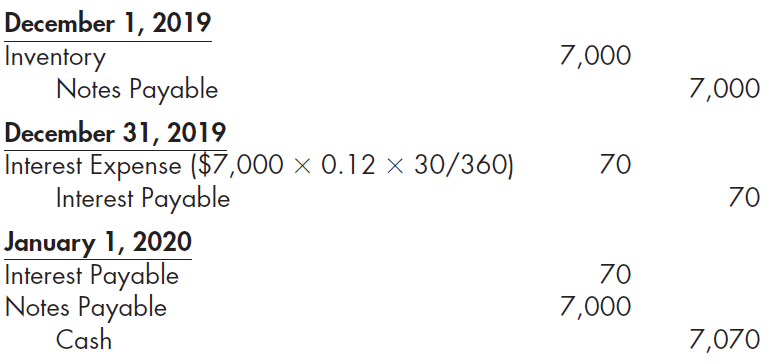 December 1, 2019
Inventory 7,000
Notes Payable 7,000
December 31, 2019
Interest Expense ($7,000 × 0.12 × 30/360) 70
Interest Payable 70
January 1, 2020
Interest Payable 70
Notes Payable 7,000
Cash 7,070